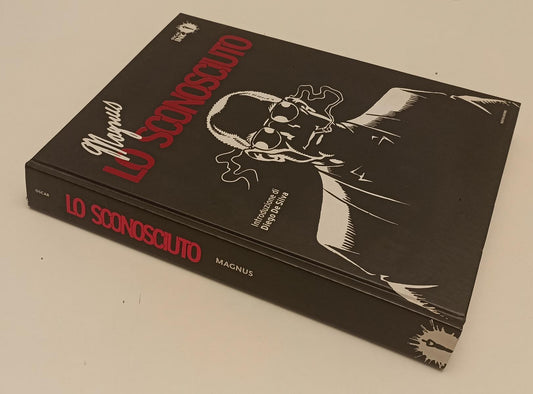 Magnus
LO SCONOSCIUTO
Introduzione di
Diego De Silva
OSCAR
LO SCONOSCIUTO
MAGNUS